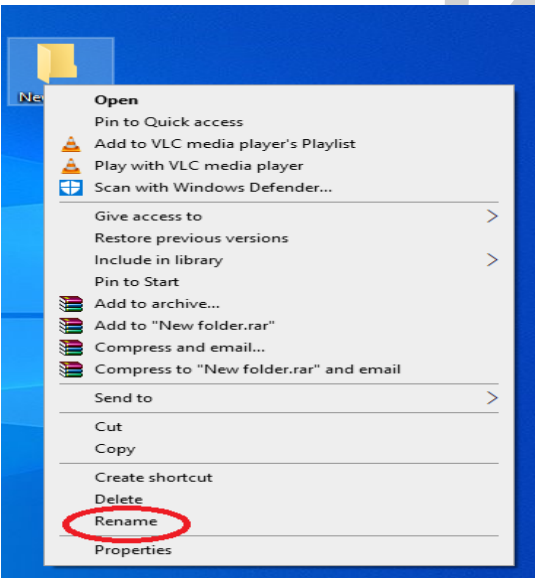 Ne
Open
Pin to Quick access
Add to VLC media player's Playlist
Play with VLC media player
Scan with Windows Defender...
Give access to
Restore previous versions
Include in library
Pin to Start
Add to archive...
Add to "New folder.rar"
Compress and email...
Compress to "New folder.rar" and email
Send to
Cut
Copy
Create shortcut
Delete
Rename
Properties